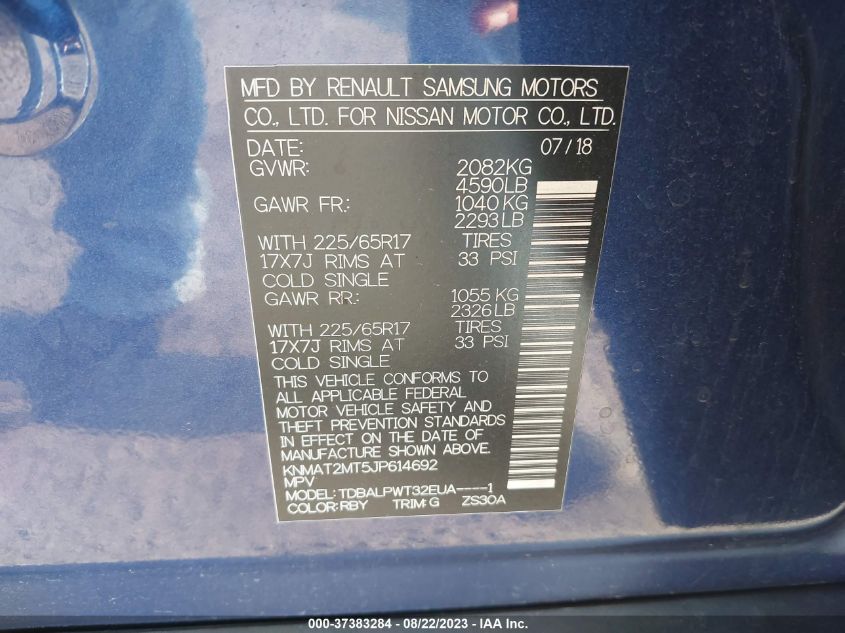 MFD BY RENAULT SAMSUNG MOTORS
CO., LTD. FOR NISSAN MOTOR CO., LTD.
DATE: 07/18
GVWR: 2082KG
4590LB
GAWR FR.: 1040 KG
2293 LB
WITH 225/65R17 TIRES
17X7J RIMS AT 33 PSI
COLD SINGLE
GAWR RR.: 1055 KG
2326 LB
WITH 225/65R17 TIRES
17X7J RIMS AT 33 PSI
COLD SINGLE
THIS VEHICLE CONFORMS TO
ALL APPLICABLE FEDERAL
MOTOR VEHICLE SAFETY AND
THEFT PREVENTION STANDARDS
IN EFFECT ON THE DATE OF
MANUFACTURE SHOWN ABOVE.
KNMAT2MT5JP614692
MPV
MODEL: TDBALPWT32EUA----1
COLOR:RBY TRIM:G ZS30A
000-37383284 - 08/22/2023 - IAA Inc.